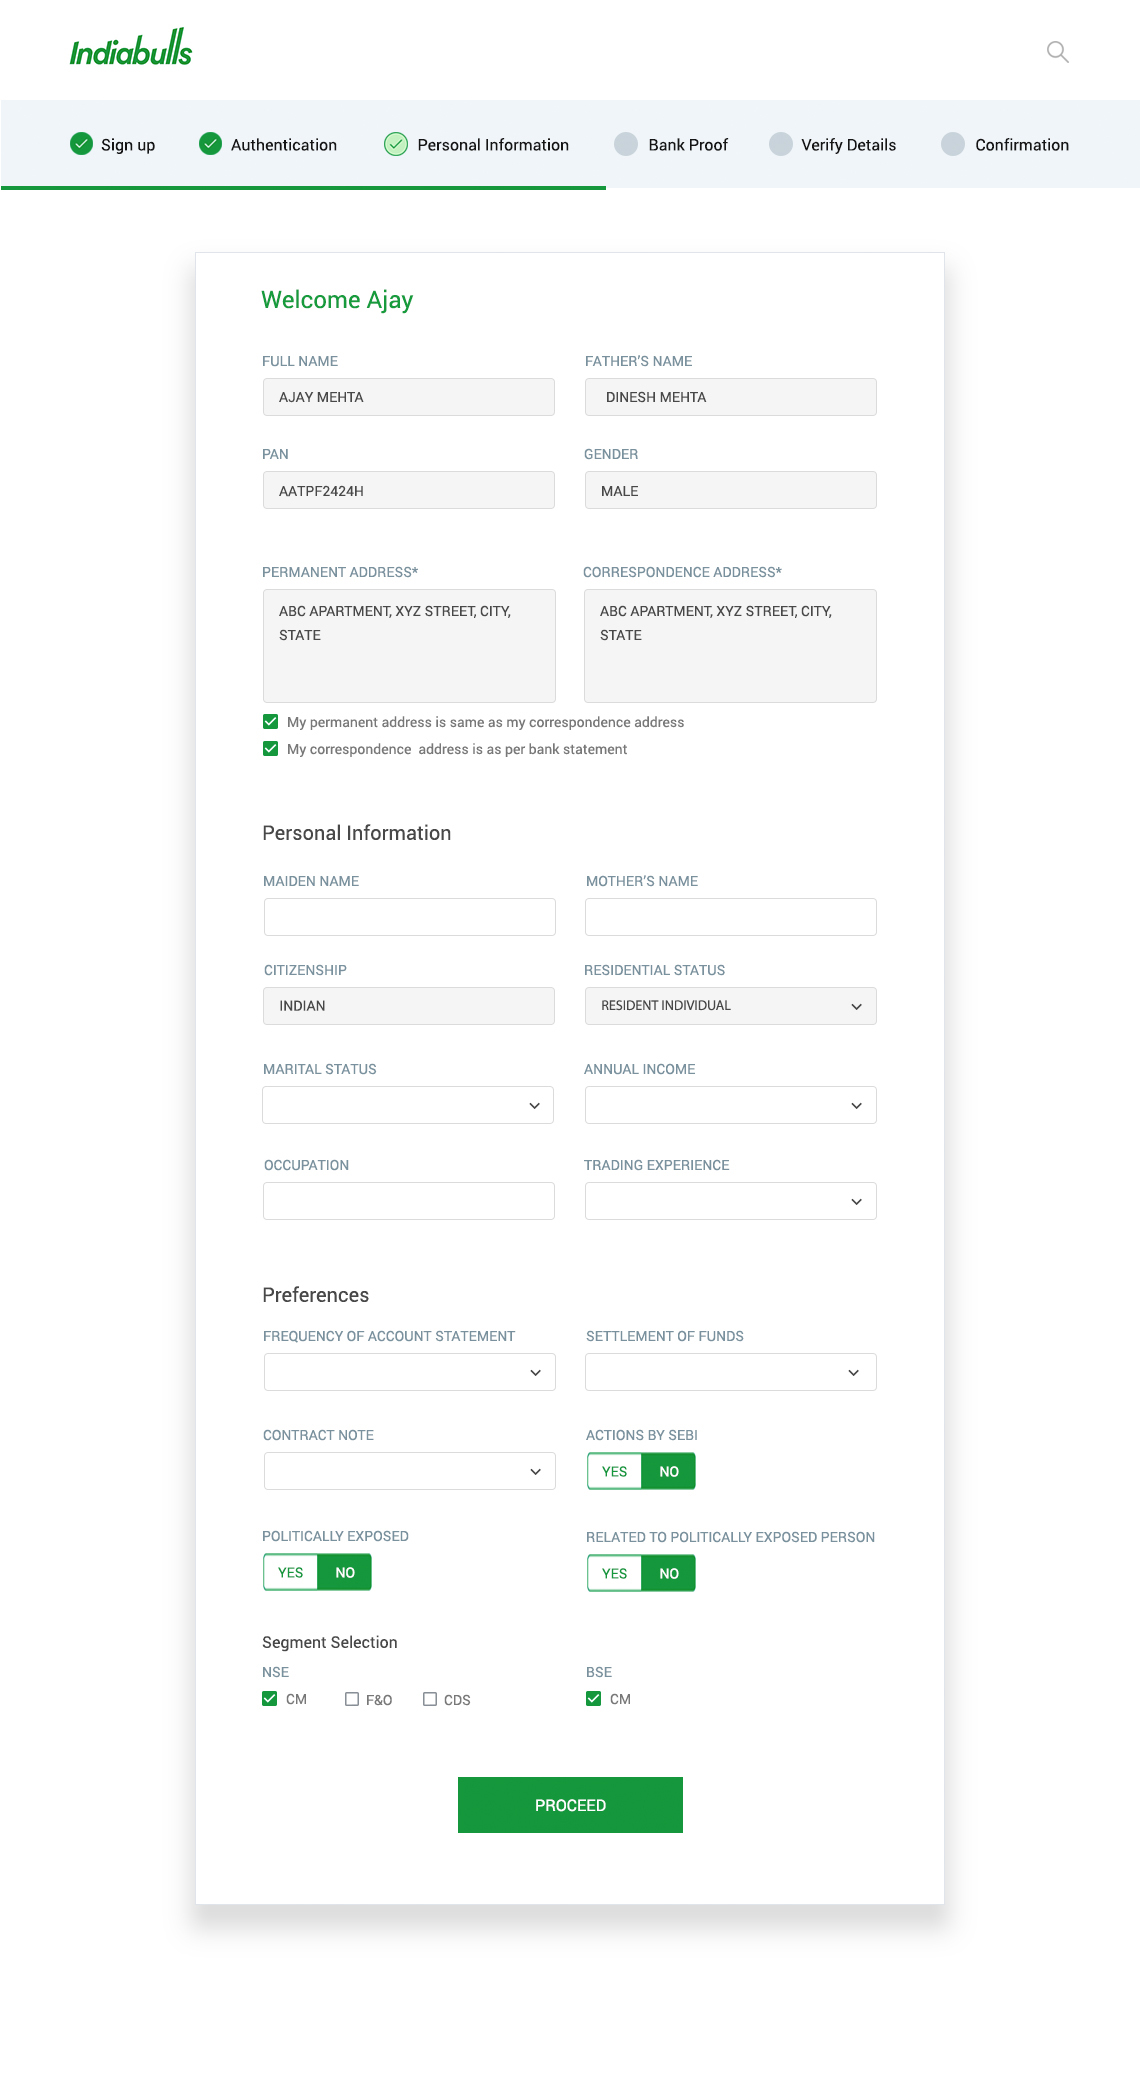 Indiabulls
Sign up Authentication Personal Information Bank Proof Verify Details Confirmation
Welcome Ajay
FULL NAME FATHER'S NAME
AJAY MEHTA DINESH MEHTA
PAN GENDER
AATPF2424H MALE
PERMANENT ADDRESS* CORRESPONDENCE ADDRESS*
ABC APARTMENT, XYZ STREET, CITY, ABC APARTMENT, XYZ STREET, CITY,
STATE STATE
My permanent address is same as my correspondence address
My correspondence address is as per bank statement
Personal Information
MAIDEN NAME MOTHER'S NAME
CITIZENSHIP RESIDENTIAL STATUS
INDIAN RESIDENT INDIVIDUAL
MARITAL STATUS ANNUAL INCOME
OCCUPATION TRADING EXPERIENCE
Preferences
FREQUENCY OF ACCOUNT STATEMENT SETTLEMENT OF FUNDS
CONTRACT NOTE ACTIONS BY SEBI
YES NO
POLITICALLY EXPOSED RELATED TO POLITICALLY EXPOSED PERSON
YES NO YES NO
Segment Selection
NSE BSE
CM F&O CDS CM
PROCEED